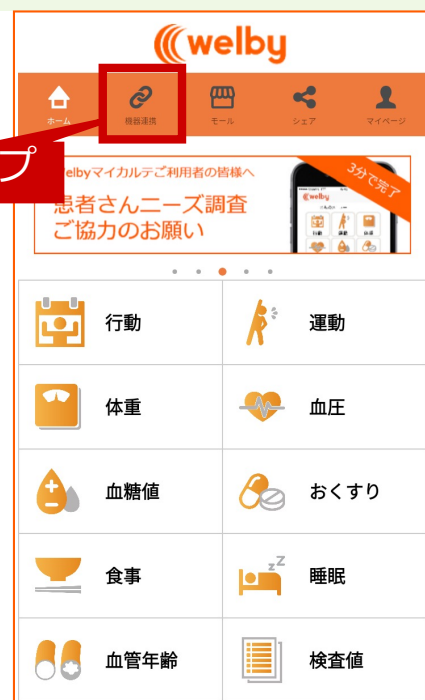 welby
ホーム 機器連携 モール シェア マイページ
プ
elbyマイカルテご利用者の皆様へ
3分で完了
患者さんニーズ調査
ご協力のお願い
welby
行動 運動
体重 血圧
血糖値 おくすり
食事 睡眠
血管年齢 検査値